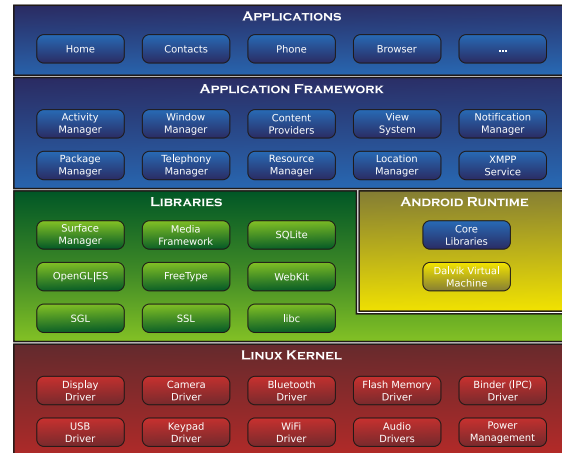 APPLICATIONS
Home Contacts Phone Browser ...
APPLICATION FRAMEWORK
Activity Manager Window Manager Content Providers View System Notification Manager
Package Manager Telephony Manager Resource Manager Location Manager XMPP Service
LIBRARIES
Surface Manager Media Framework SQLite
OpenGL|ES FreeType WebKit
SGL SSL libc
ANDROID RUNTIME
Core Libraries
Dalvik Virtual Machine
LINUX KERNEL
Display Driver Camera Driver Bluetooth Driver Flash Memory Driver Binder (IPC) Driver
USB Driver Keypad Driver WiFi Driver Audio Drivers Power Management